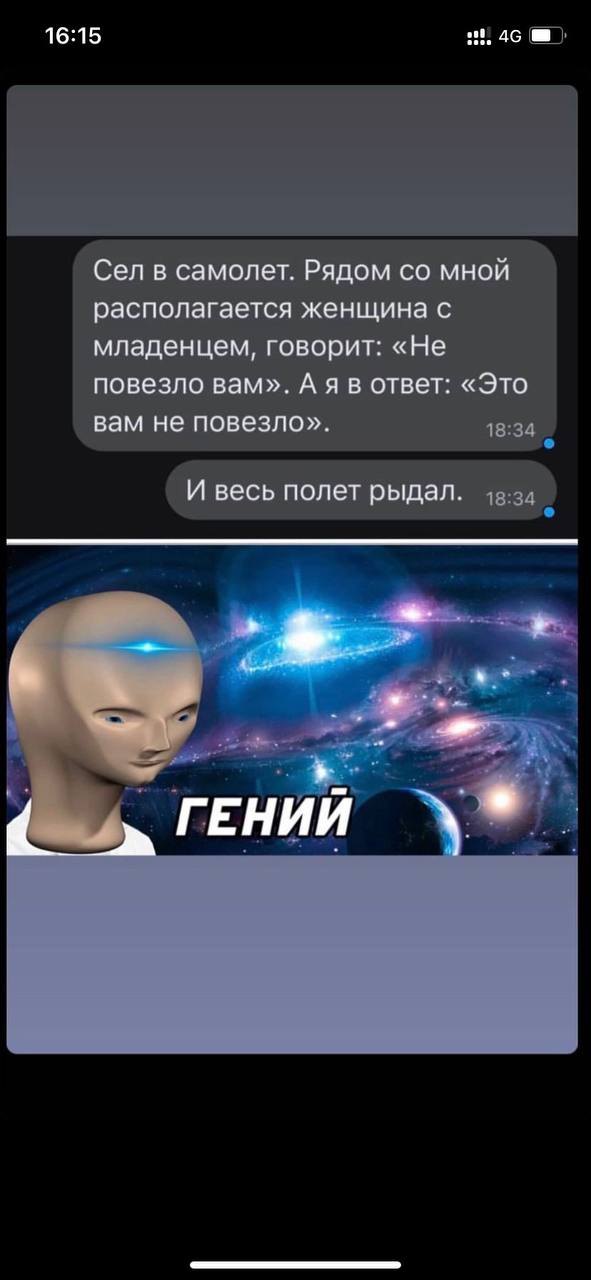 16:15
4G
Сел в самолет. Рядом со мной
располагается женщина с
младенцем, говорит: «Не
повезло вам». А я в ответ: «Это
вам не повезло».
18:34
И весь полет рыдал.
18:34
ГЕНИЙ